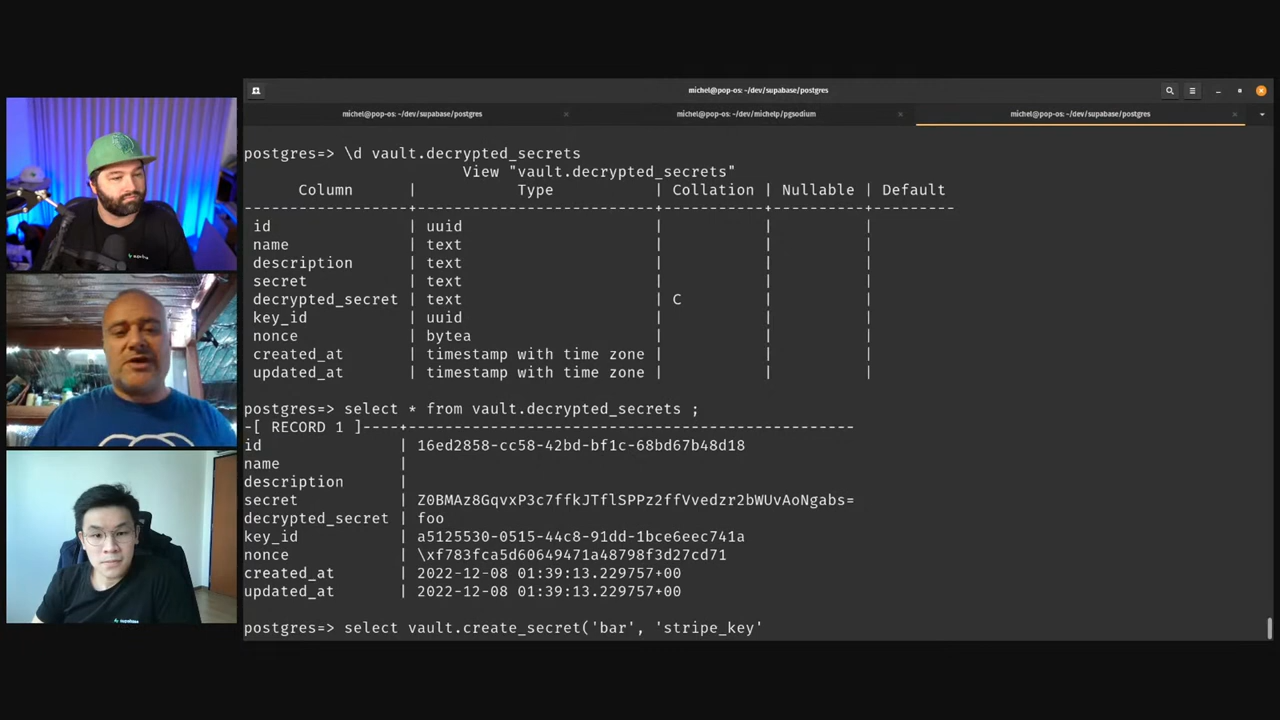 michel@pop-os: ~/dev/supabase/postgres
michel@pop-os: ~/dev/supabase/postgres × michel@pop-os: ~/dev/michelp/pgsodium × michel@pop-os: ~/dev/supabase/postgres ×
postgres=> \d vault.decrypted_secrets
View "vault.decrypted_secrets"
Column | Type | Collation | Nullable | Default
------------------+--------------------------+-----------+----------+---------
id | uuid | | |
name | text | | |
description | text | | |
secret | text | | |
decrypted_secret | text | C | |
key_id | uuid | | |
nonce | bytea | | |
created_at | timestamp with time zone | | |
updated_at | timestamp with time zone | | |
postgres=> select * from vault.decrypted_secrets ;
-[ RECORD 1 ]----+-------------------------------------------------
id | 16ed2858-cc58-42bd-bf1c-68bd67b48d18
name |
description |
secret | Z0BMAz8GqvxP3c7ffkJTflSPPz2ffVvedzr2bWUvAoNgabs=
decrypted_secret | foo
key_id | a5125530-0515-44c8-91dd-1bce6eec741a
nonce | \xf783fca5d60649471a48798f3d27cd71
created_at | 2022-12-08 01:39:13.229757+00
updated_at | 2022-12-08 01:39:13.229757+00
postgres=> select vault.create_secret('bar', 'stripe_key'
supabase